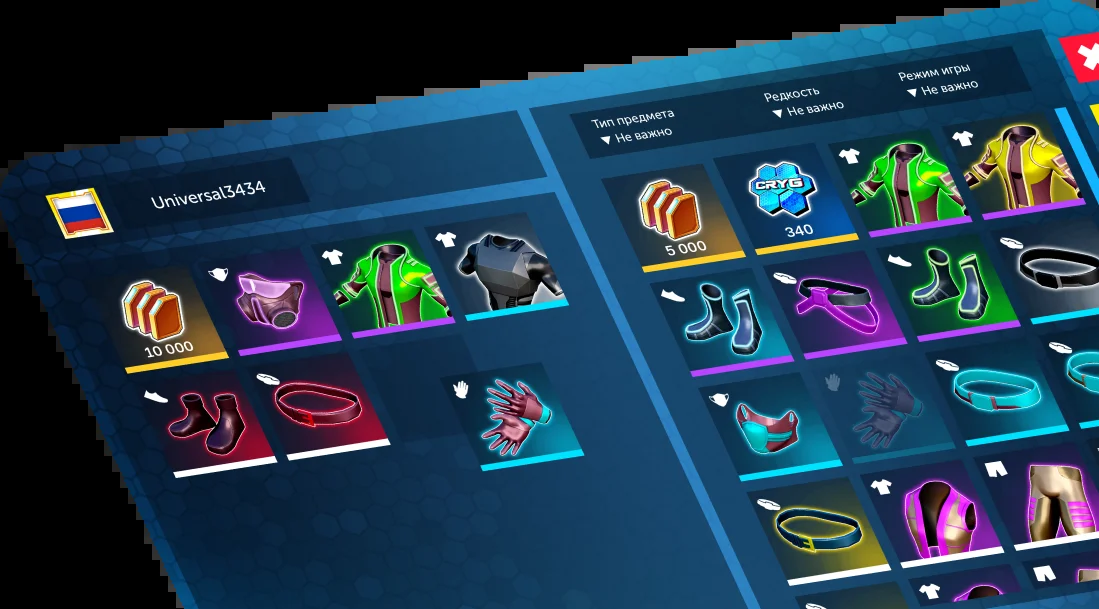 Universal3434
10 000
Тип предмета
▼ Не важно
Редкость
▼ Не важно
Режим игры
▼ Не важно
5 000
CRYG
340